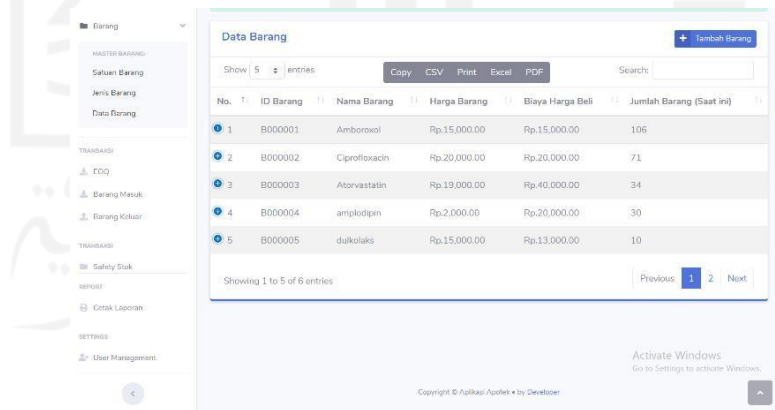 Barang
MASTER BARANG:
Satuan Barang
Jenis Barang
Data Barang
TRANSAKSI
EOQ
Barang Masuk
Barang Keluar
TRANSAKSI
Safety Stok
REPORT
Cetak Laporan
SETTINGS
User Management
Data Barang
+ Tambah Barang
Show 5 entries Copy CSV Print Excel PDF Search:
No. ID Barang Nama Barang Harga Barang Biaya Harga Beli Jumlah Barang (Saat ini)
1 B000001 Amboroxol Rp.15,000.00 Rp.15,000.00 106
2 B000002 Ciprofloxacin Rp.20,000.00 Rp.20,000.00 71
3 B000003 Atorvastatin Rp.19,000.00 Rp.40,000.00 34
4 B000004 amplodipin Rp.2,000.00 Rp.20,000.00 30
5 B000005 dulkolaks Rp.15,000.00 Rp.13,000.00 10
Showing 1 to 5 of 6 entries Previous 1 2 Next
Activate Windows
Go to Settings to activate Windows.
Copyright © Aplikasi Apotek • by Developer